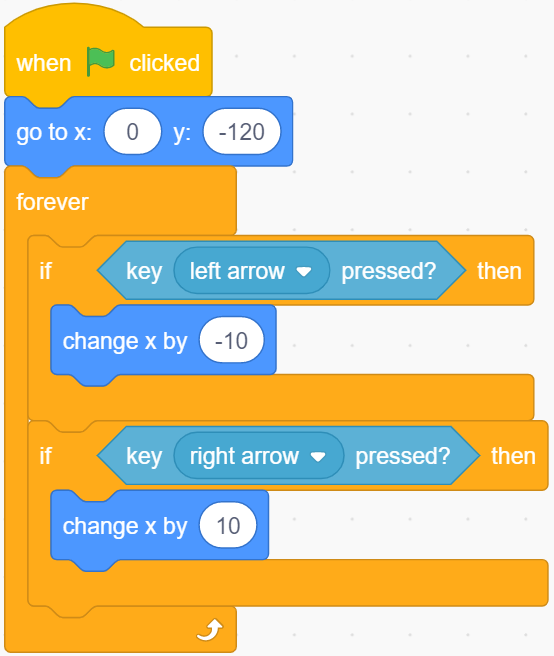 when clicked
go to x: 0 y: -120
forever
if key left arrow pressed? then
change x by -10
if key right arrow pressed? then
change x by 10